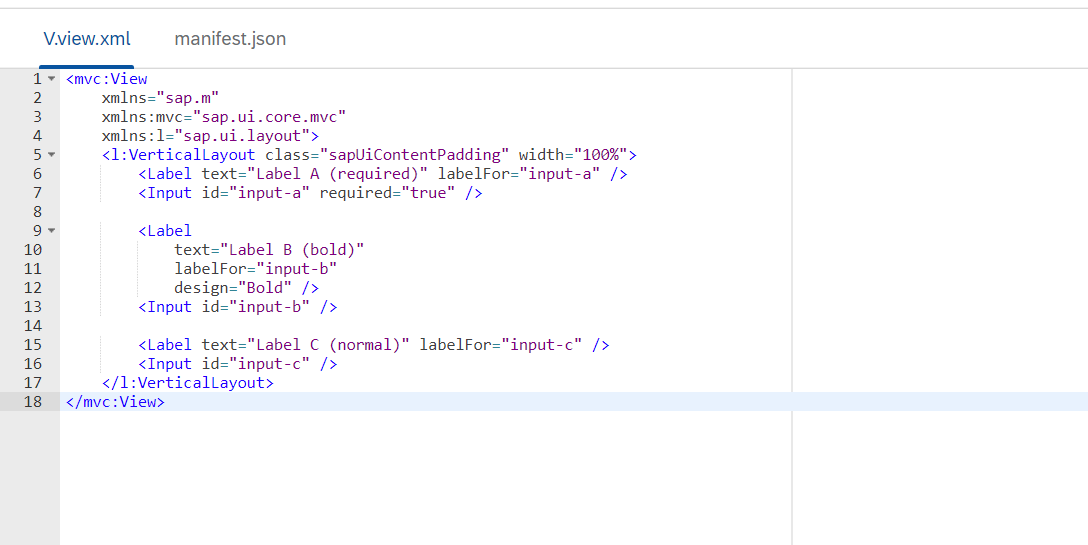 V.view.xml manifest.json
1 <mvc:View
2 xmlns="sap.m"
3 xmlns:mvc="sap.ui.core.mvc"
4 xmlns:l="sap.ui.layout">
5 <l:VerticalLayout class="sapUiContentPadding" width="100%">
6 <Label text="Label A (required)" labelFor="input-a" />
7 <Input id="input-a" required="true" />
8
9 <Label
10 text="Label B (bold)"
11 labelFor="input-b"
12 design="Bold" />
13 <Input id="input-b" />
14
15 <Label text="Label C (normal)" labelFor="input-c" />
16 <Input id="input-c" />
17 </l:VerticalLayout>
18 </mvc:View>